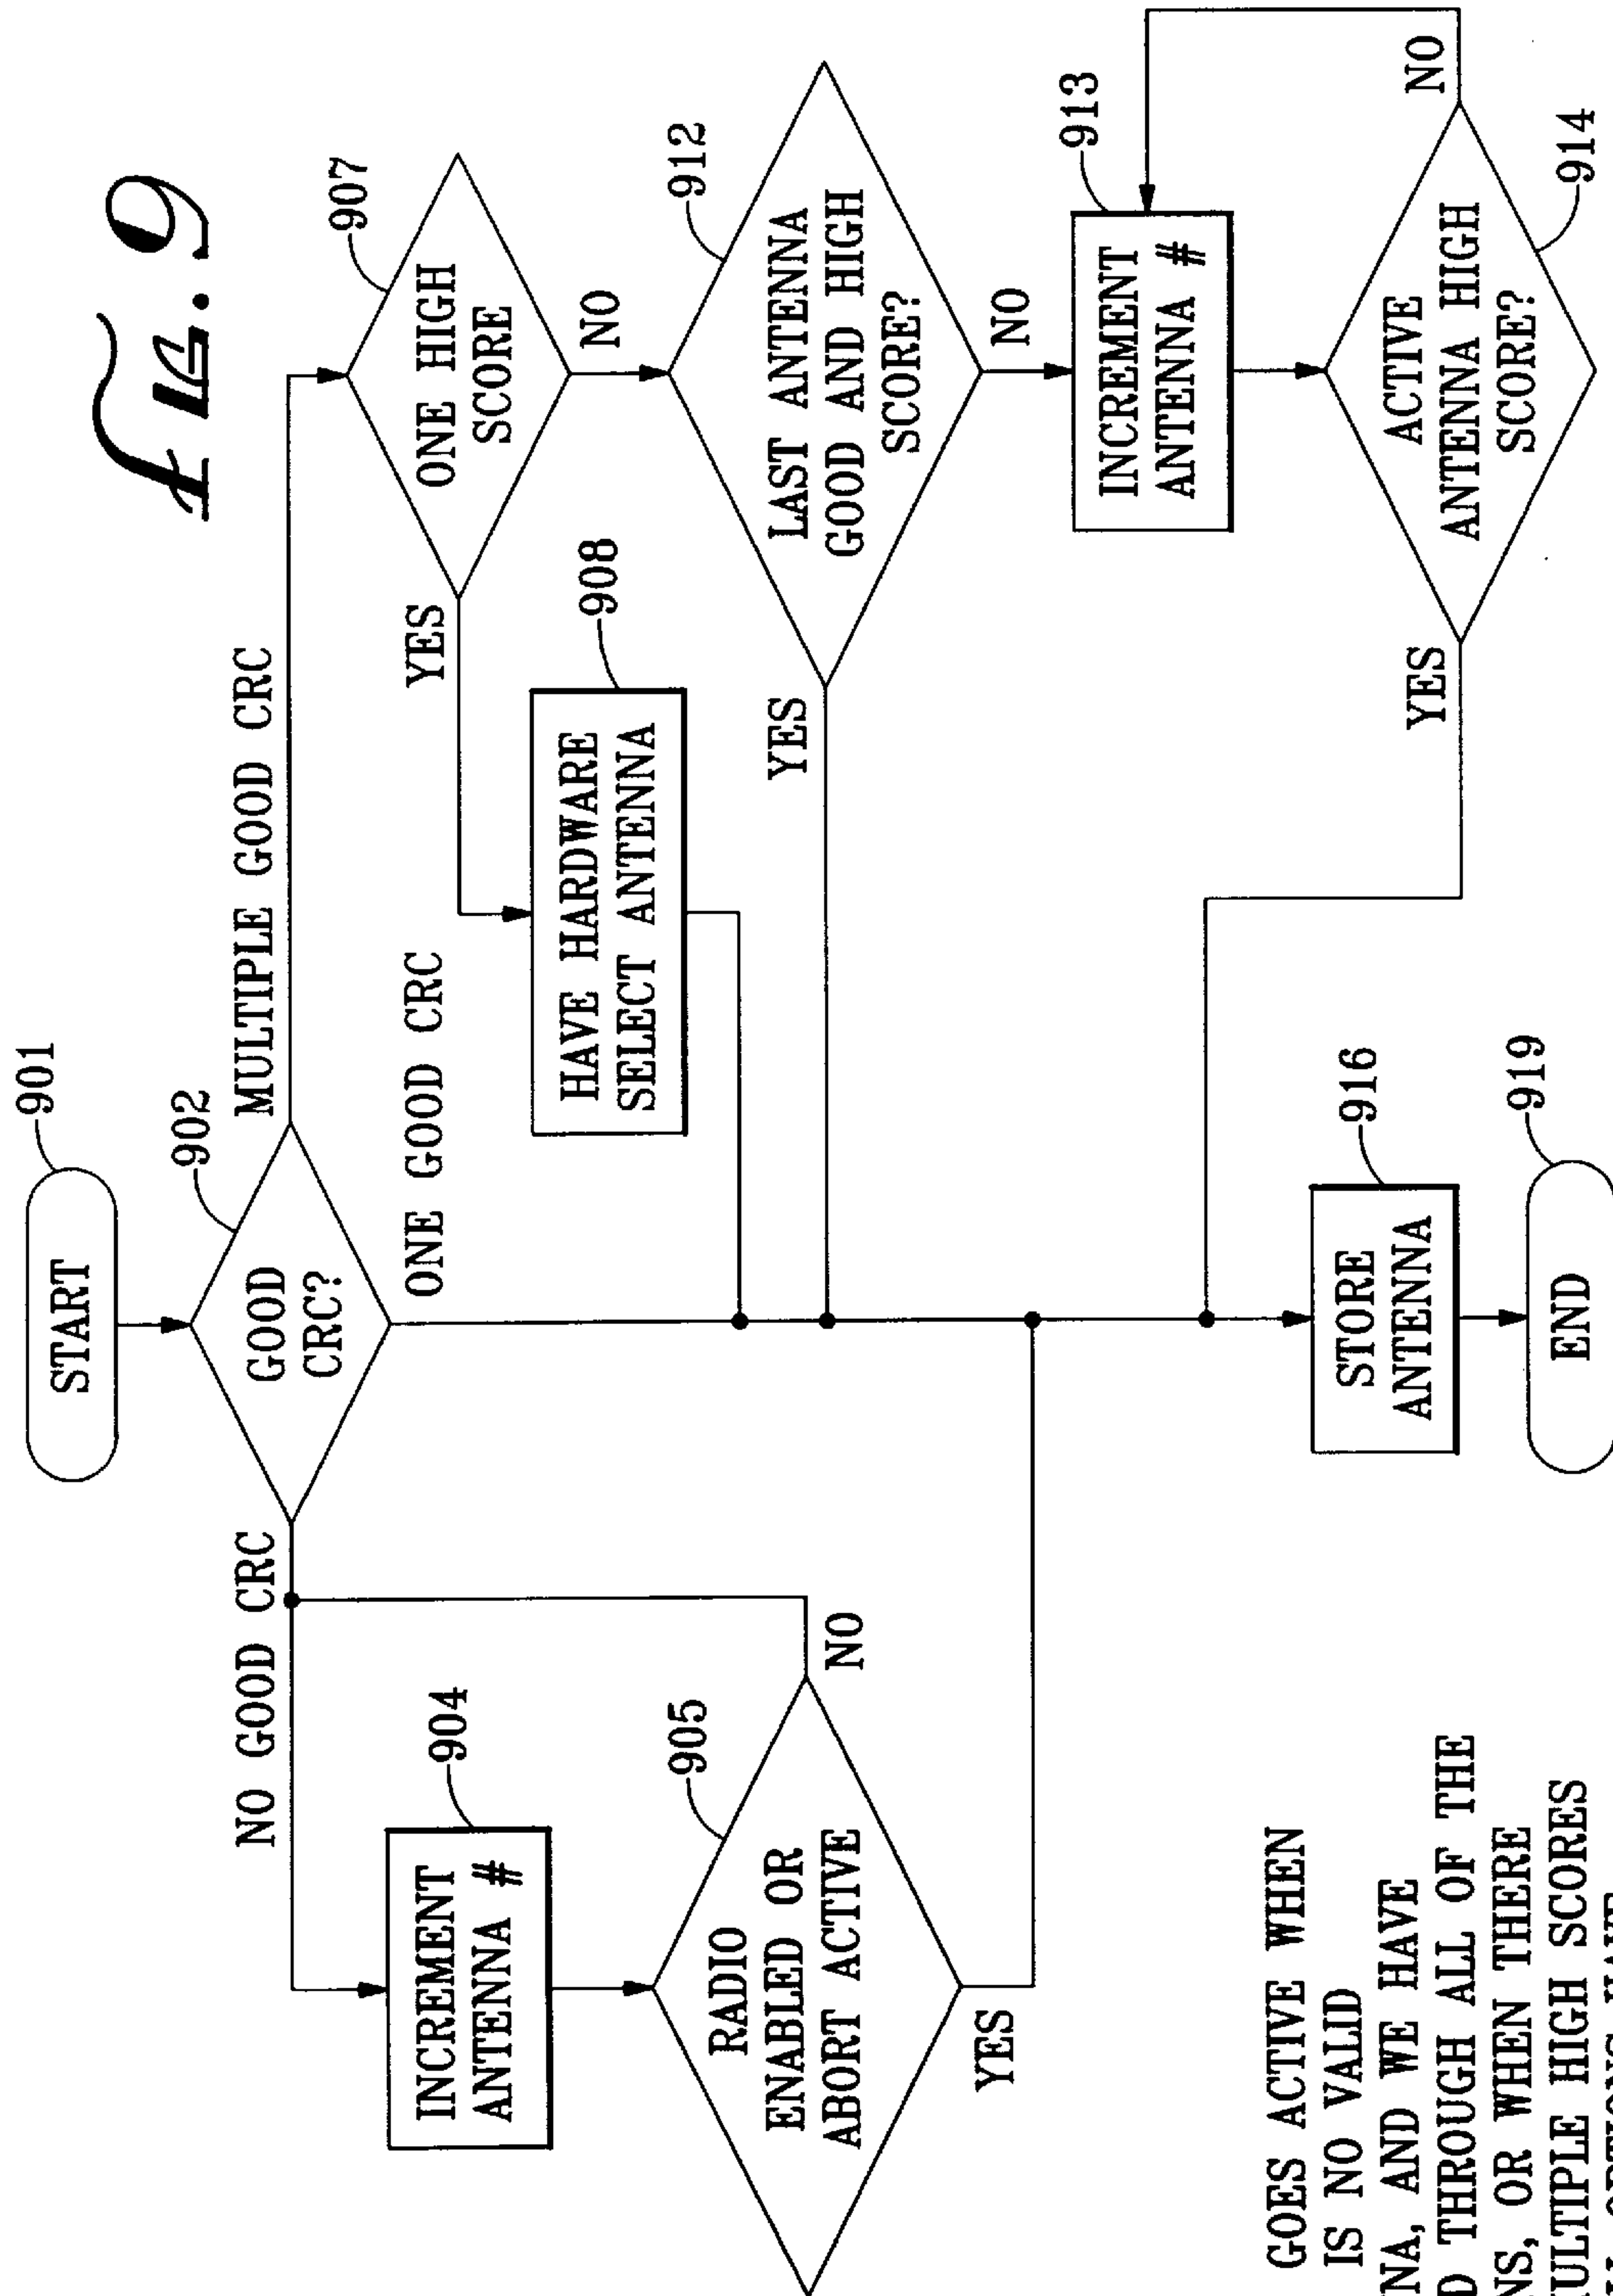 FIG. 9
901
START
902
GOOD
CRC?
NO GOOD CRC
MULTIPLE GOOD CRC
ONE GOOD CRC
904
INCREMENT
ANTENNA #
905
RADIO
ENABLED OR
ABORT ACTIVE
NO
YES
907
ONE HIGH
SCORE
YES
NO
908
HAVE HARDWARE
SELECT ANTENNA
912
LAST ANTENNA
GOOD AND HIGH
SCORE?
YES
NO
913
INCREMENT
ANTENNA #
914
ACTIVE
ANTENNA HIGH
SCORE?
YES
NO
916
STORE
ANTENNA
919
END
GOES ACTIVE WHEN
IS NO VALID
NA, AND WE HAVE
D THROUGH ALL OF THE
NS, OR WHEN THERE
ULTIPLE HIGH SCORES